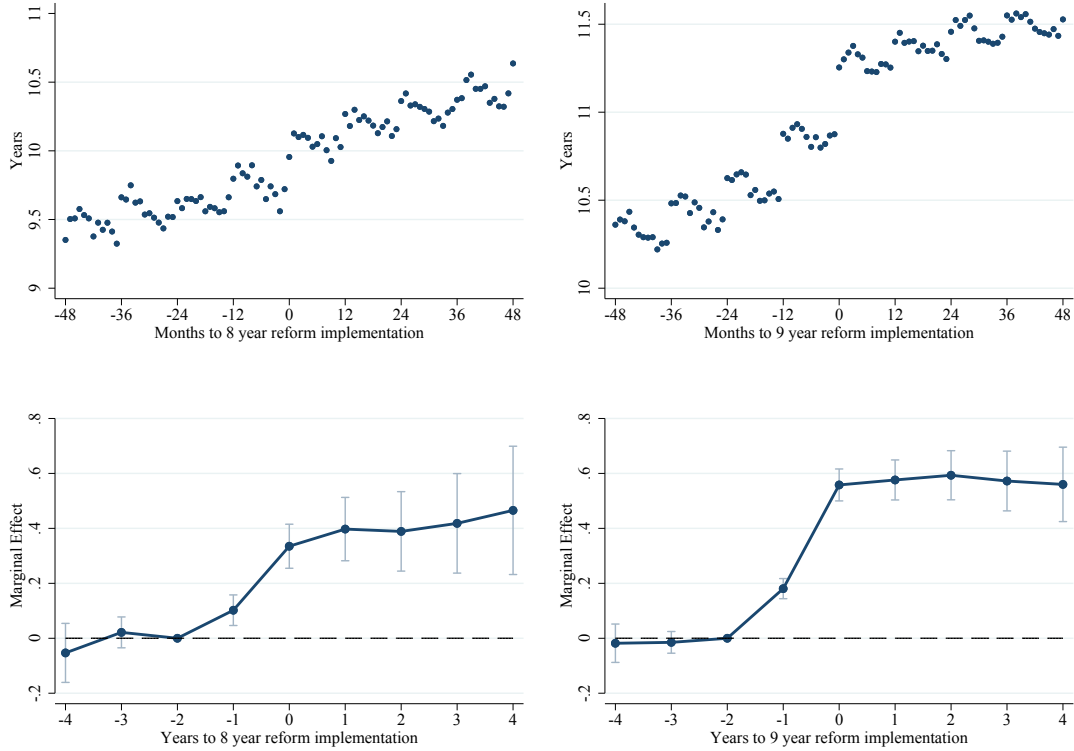 11
10.5
10
9.5
9
Years
-48 -36 -24 -12 0 12 24 36 48
Months to 8 year reform implementation
11.5
11
10.5
10
Years
-48 -36 -24 -12 0 12 24 36 48
Months to 9 year reform implementation
.8
.6
.4
.2
0
-.2
Marginal Effect
-4 -3 -2 -1 0 1 2 3 4
Years to 8 year reform implementation
.8
.6
.4
.2
0
-.2
Marginal Effect
-4 -3 -2 -1 0 1 2 3 4
Years to 9 year reform implementation